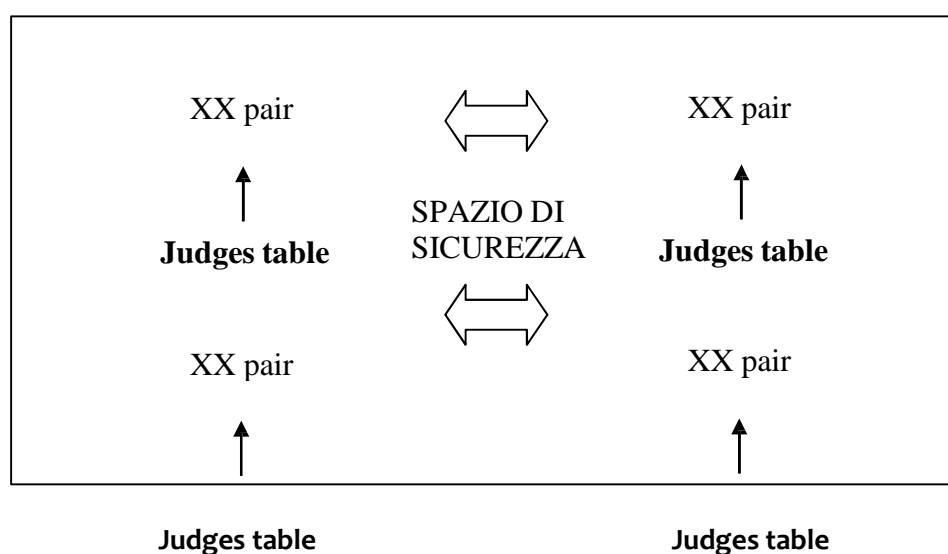 XX pair
XX pair
SPAZIO DI
SICUREZZA
Judges table
Judges table
XX pair
XX pair
Judges table
Judges table